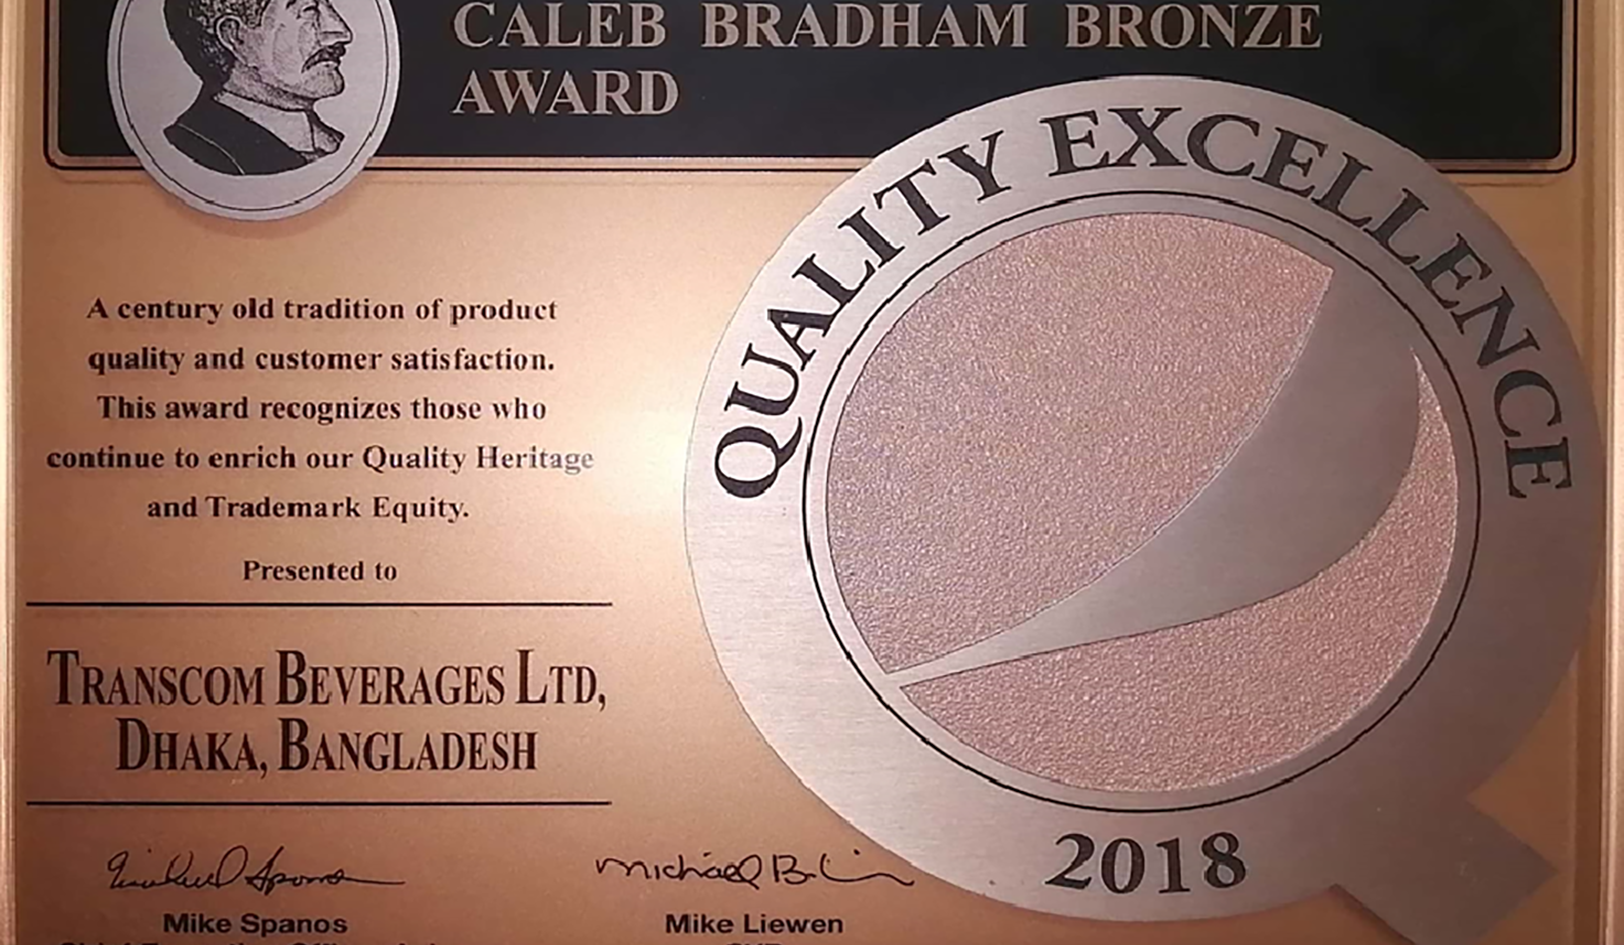 CALEB BRADHAM BRONZE
AWARD
QUALITY EXCELLENCE
A century old tradition of product
quality and customer satisfaction.
This award recognizes those who
continue to enrich our Quality Heritage
and Trademark Equity.
Presented to
TRANSCOM BEVERAGES LTD,
DHAKA, BANGLADESH
2018
Mike Spanos
Mike Liewen